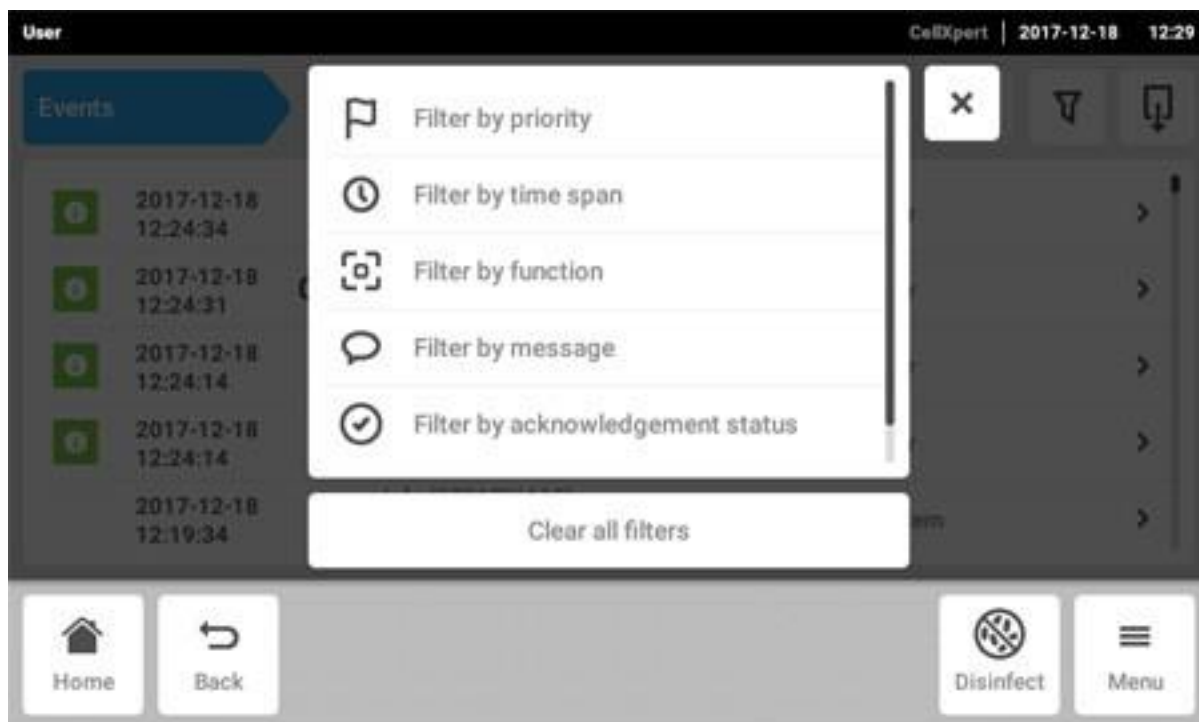 User
CellXpert | 2017-12-18 12:29
Events
Filter by priority
Filter by time span
Filter by function
Filter by message
Filter by acknowledgement status
Clear all filters
2017-12-18
12:24:34
2017-12-18
12:24:31
2017-12-18
12:24:14
2017-12-18
12:24:14
2017-12-18
12:19:34
Home
Back
Disinfect
Menu